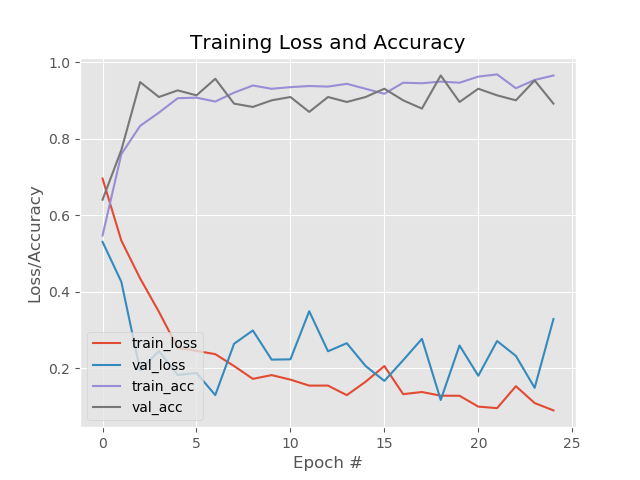 Training Loss and Accuracy
1.0
0.8
0.6
0.4
0.2
Loss/Accuracy
train_loss
val_loss
train_acc
val_acc
0 5 10 15 20 25
Epoch #